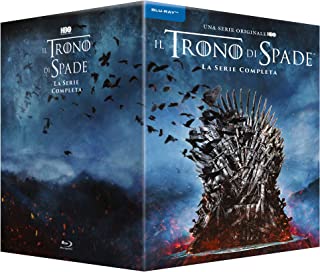 HBO
IL TRONO
DI SPADE
LA SERIE
COMPLETA
BLU-RAY
UNA SERIE ORIGINALE HBO
IL TRONO DI SPADE
LA SERIE COMPLETA